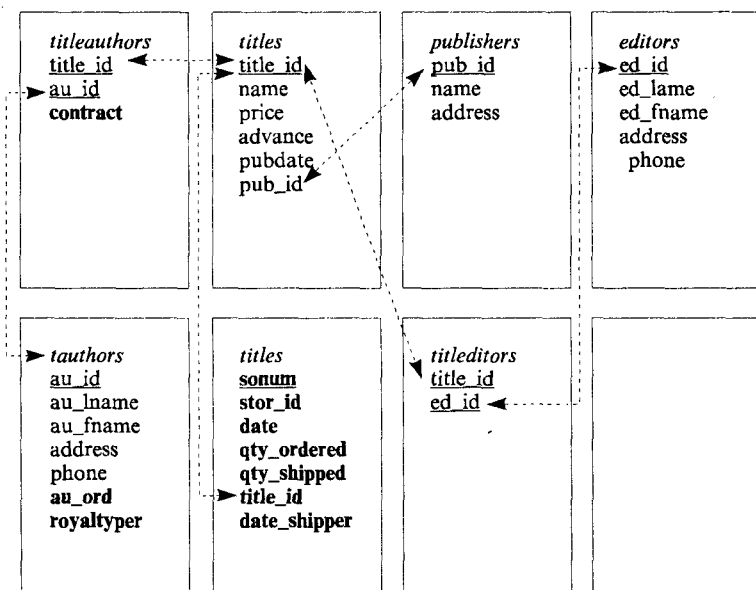 titleauthors
title_id
au_id
contract
titles
title_id
name
price
advance
pubdate
pub_id
publishers
pub_id
name
address
editors
ed_id
ed_lame
ed_fname
address
phone
tauthors
au_id
au_lname
au_fname
address
phone
au_ord
royaltyper
titles
sonum
stor_id
date
qty_ordered
qty_shipped
title_id
date_shipper
titleditors
title_id
ed_id